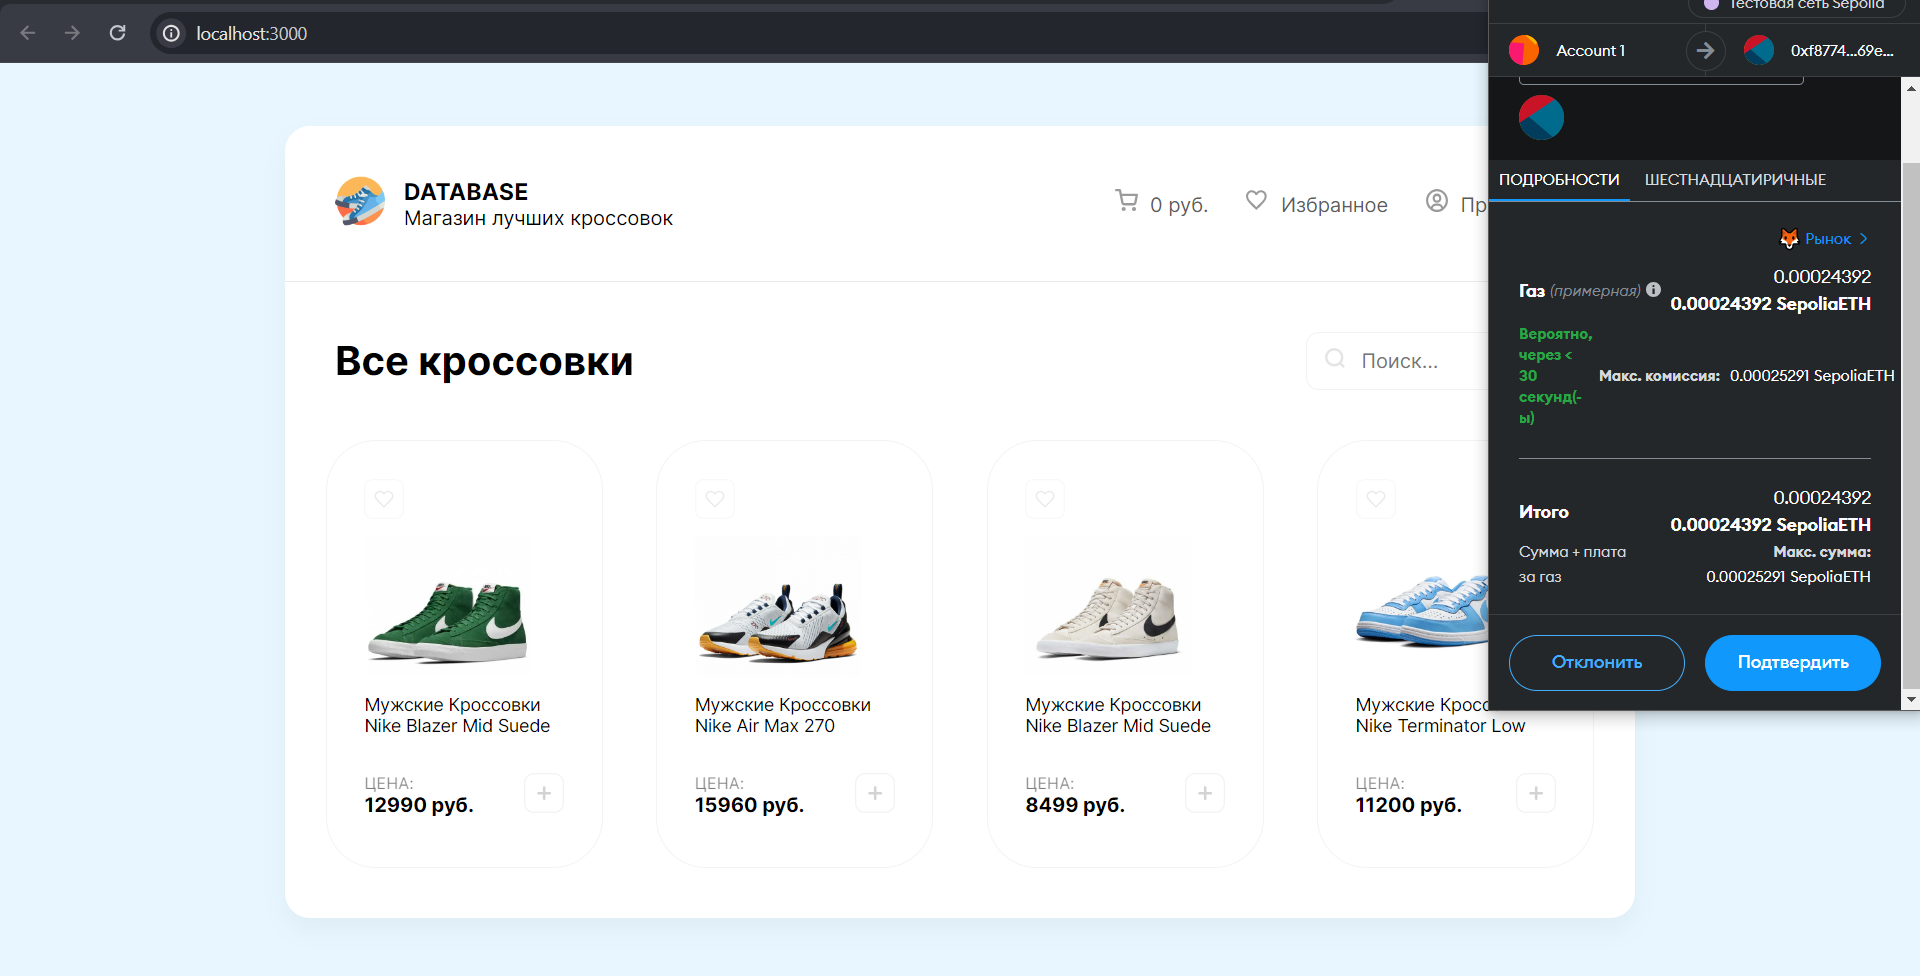 localhost:3000
DATABASE
Магазин лучших кроссовок
0 руб.
Избранное
Пр
Все кроссовки
Поиск...
Мужские Кроссовки
Nike Blazer Mid Suede
ЦЕНА:
12990 руб.
Мужские Кроссовки
Nike Air Max 270
ЦЕНА:
15960 руб.
Мужские Кроссовки
Nike Blazer Mid Suede
ЦЕНА:
8499 руб.
Мужские Кросс
Nike Terminator Low
ЦЕНА:
11200 руб.
Тестовая сеть Sepolia
Account 1
0xf8774...69e...
ПОДРОБНОСТИ
ШЕСТНАДЦАТИРИЧНЫЕ
Рынок
0.00024392
Газ (примерная)
0.00024392 SepoliaETH
Вероятно,
через <
30
секунд(-
ы)
Макс. комиссия: 0.00025291 SepoliaETH
0.00024392
Итого
0.00024392 SepoliaETH
Сумма + плата
за газ
Макс. сумма:
0.00025291 SepoliaETH
Отклонить
Подтвердить